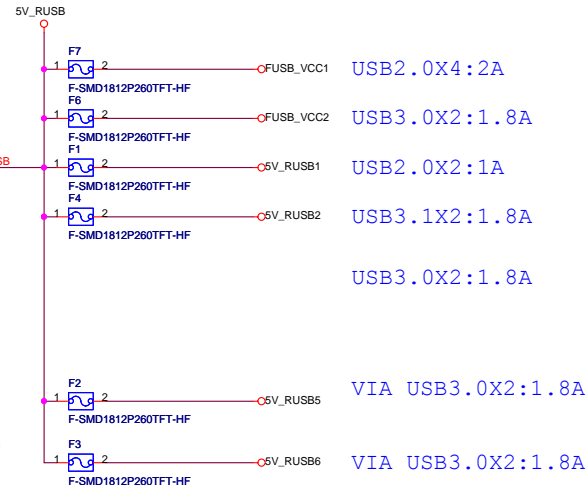 5V_RUSB
F7
1 2 FUSB_VCC1 USB2.0X4:2A
F-SMD1812P260TFT-HF
F6
1 2 FUSB_VCC2 USB3.0X2:1.8A
F-SMD1812P260TFT-HF
F1
SB 1 2 5V_RUSB1 USB2.0X2:1A
F-SMD1812P260TFT-HF
F4
1 2 5V_RUSB2 USB3.1X2:1.8A
F-SMD1812P260TFT-HF
USB3.0X2:1.8A
F2
1 2 5V_RUSB5 VIA USB3.0X2:1.8A
F-SMD1812P260TFT-HF
F3
1 2 5V_RUSB6 VIA USB3.0X2:1.8A
F-SMD1812P260TFT-HF